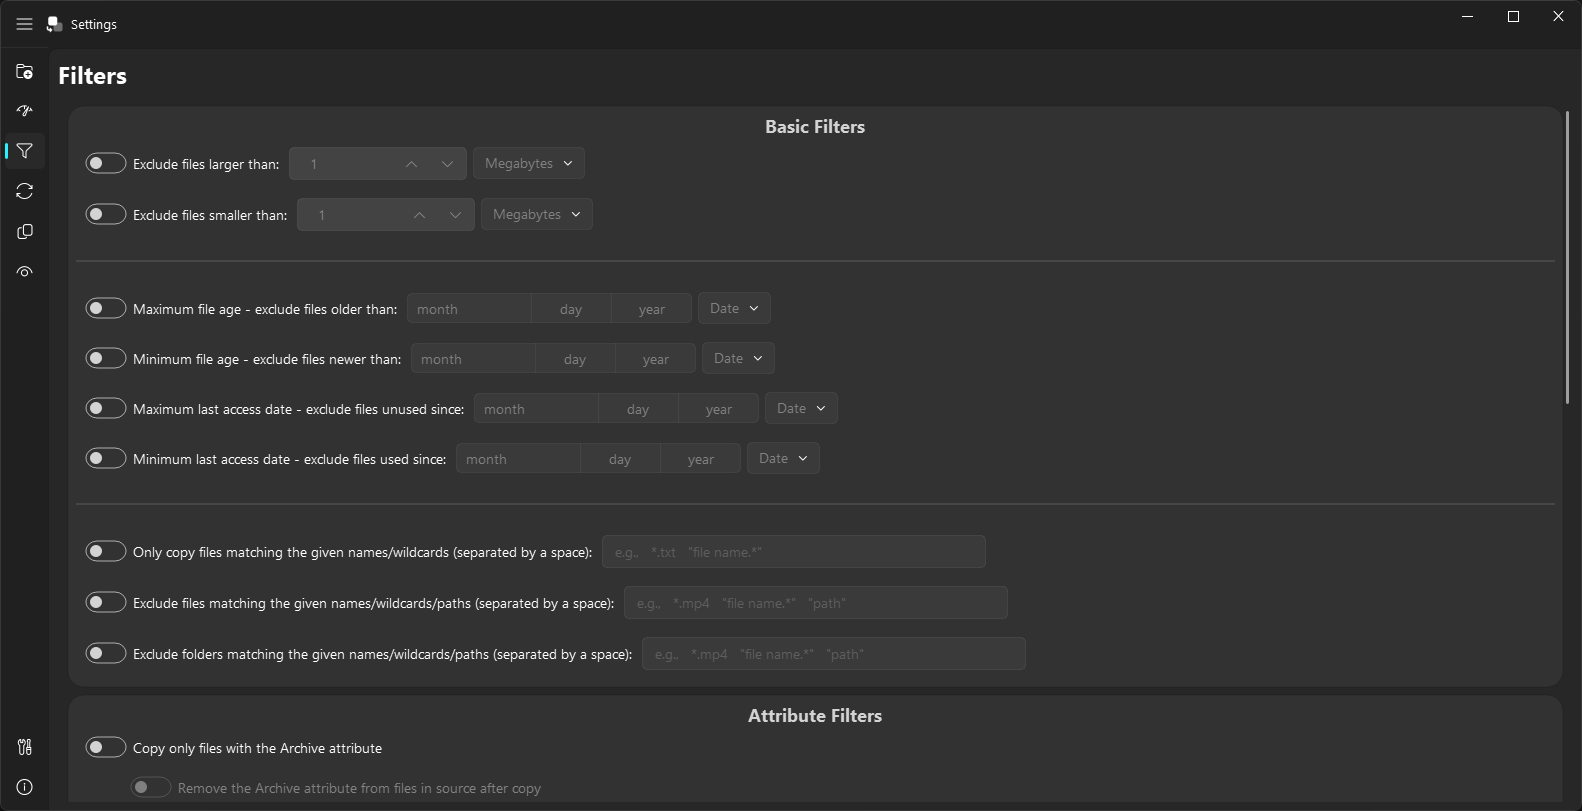 Settings
Filters
Basic Filters
Exclude files larger than: 1 Megabytes
Exclude files smaller than: 1 Megabytes
Maximum file age - exclude files older than: month day year Date
Minimum file age - exclude files newer than: month day year Date
Maximum last access date - exclude files unused since: month day year Date
Minimum last access date - exclude files used since: month day year Date
Only copy files matching the given names/wildcards (separated by a space): e.g., *.txt "file name.*"
Exclude files matching the given names/wildcards/paths (separated by a space): e.g., *.mp4 "file name.*" "path"
Exclude folders matching the given names/wildcards/paths (separated by a space): e.g., *.mp4 "file name.*" "path"
Attribute Filters
Copy only files with the Archive attribute
Remove the Archive attribute from files in source after copy